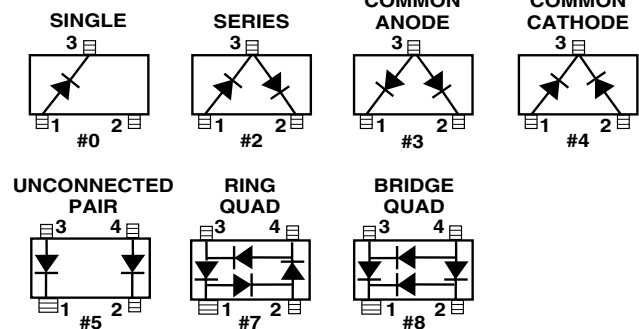 SINGLE
3
1 2
#0
SERIES
3
1 2
#2
COMMON
ANODE
3
1 2
#3
COMMON
CATHODE
3
1 2
#4
UNCONNECTED
PAIR
3 4
1 2
#5
RING
QUAD
3 4
1 2
#7
BRIDGE
QUAD
3 4
1 2
#8